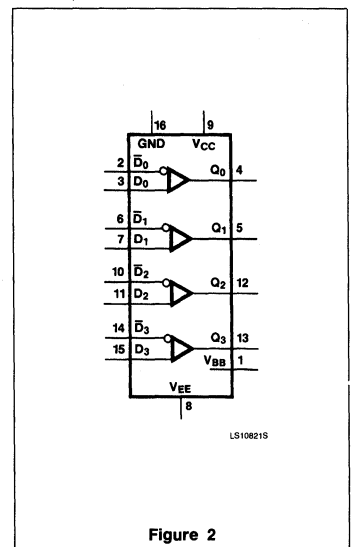 16 9
GND VCC
2 D̅0 Q0 4
3 D0
6 D̅1 Q1 5
7 D1
10 D̅2 Q2 12
11 D2
14 D̅3 Q3 13
15 D3 VBB 1
VEE
8
LS10821S
Figure 2